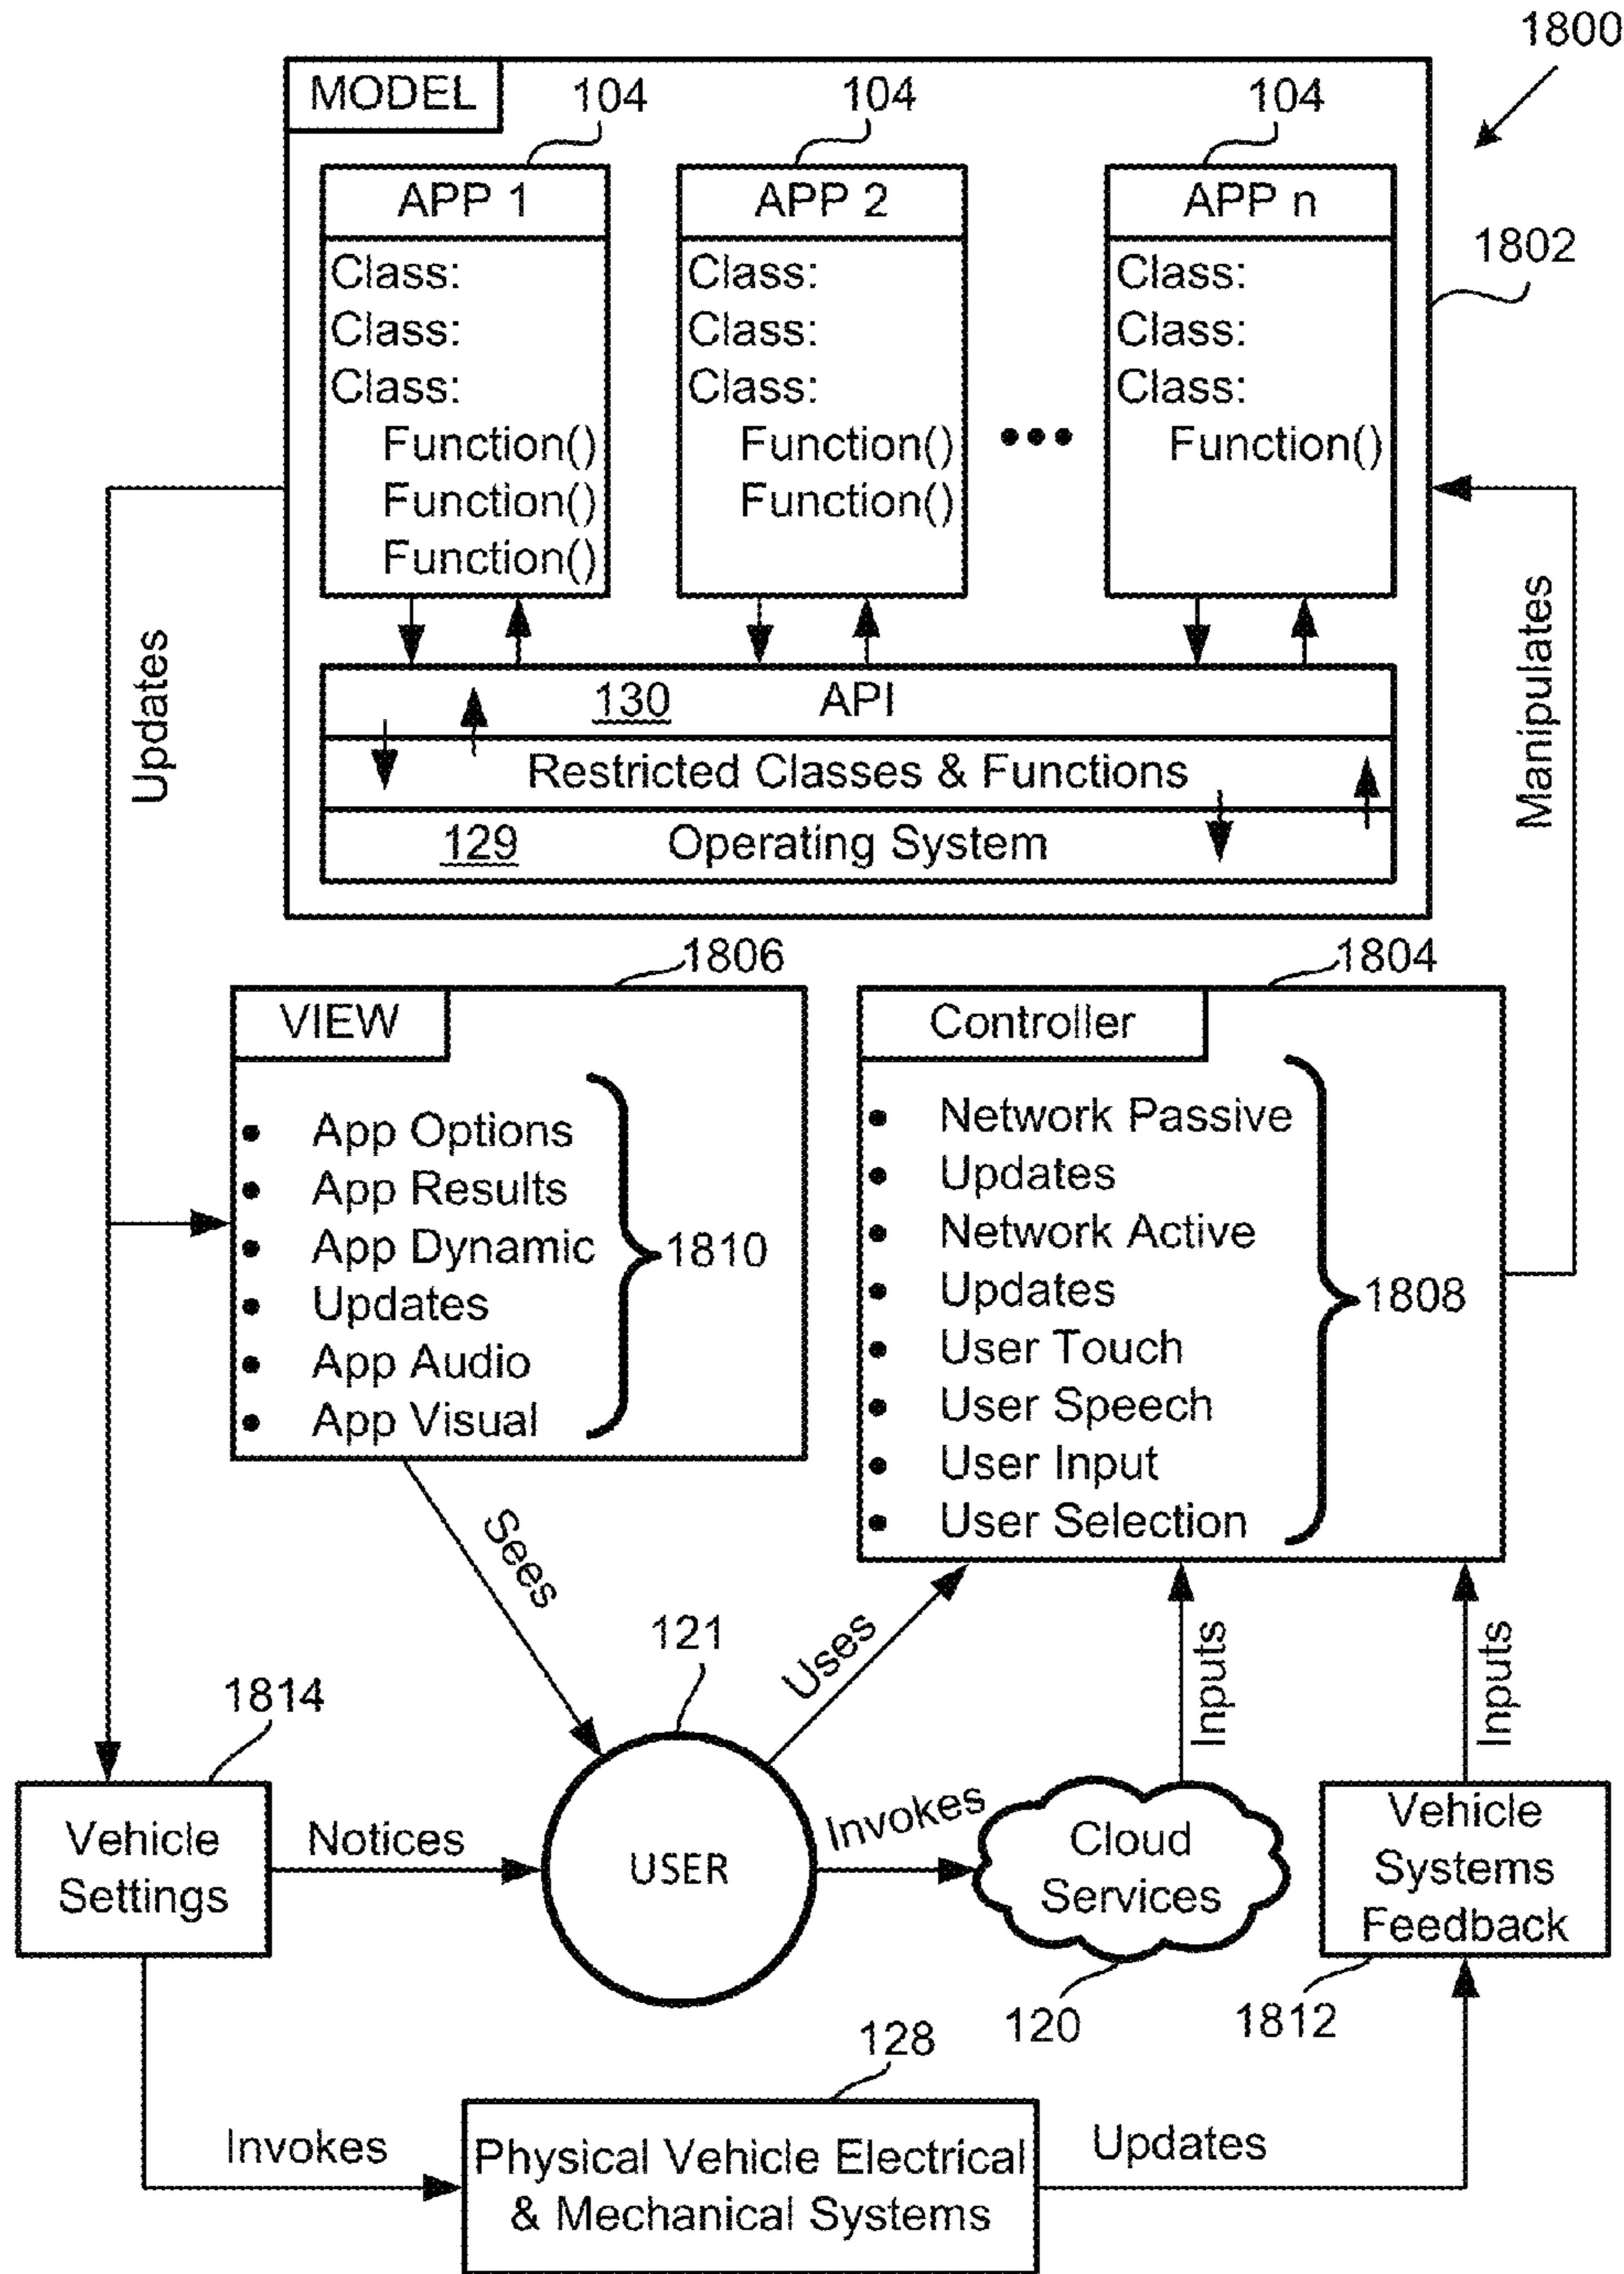 1800
MODEL
104
104
104
APP 1
APP 2
APP n
1802
Class:
Class:
Class:
Function()
Function()
Function()
Class:
Class:
Class:
Function()
Function()
•••
Class:
Class:
Class:
Function()
130 API
Restricted Classes & Functions
129 Operating System
Updates
Manipulates
1806
VIEW
• App Options
• App Results
• App Dynamic
• Updates
• App Audio
• App Visual
1810
1804
Controller
• Network Passive
• Updates
• Network Active
• Updates
• User Touch
• User Speech
• User Input
• User Selection
1808
Sees
Uses
Inputs
Inputs
121
USER
1814
Vehicle
Settings
Notices
Invokes
Cloud
Services
120
Vehicle
Systems
Feedback
1812
128
Invokes
Physical Vehicle Electrical
& Mechanical Systems
Updates